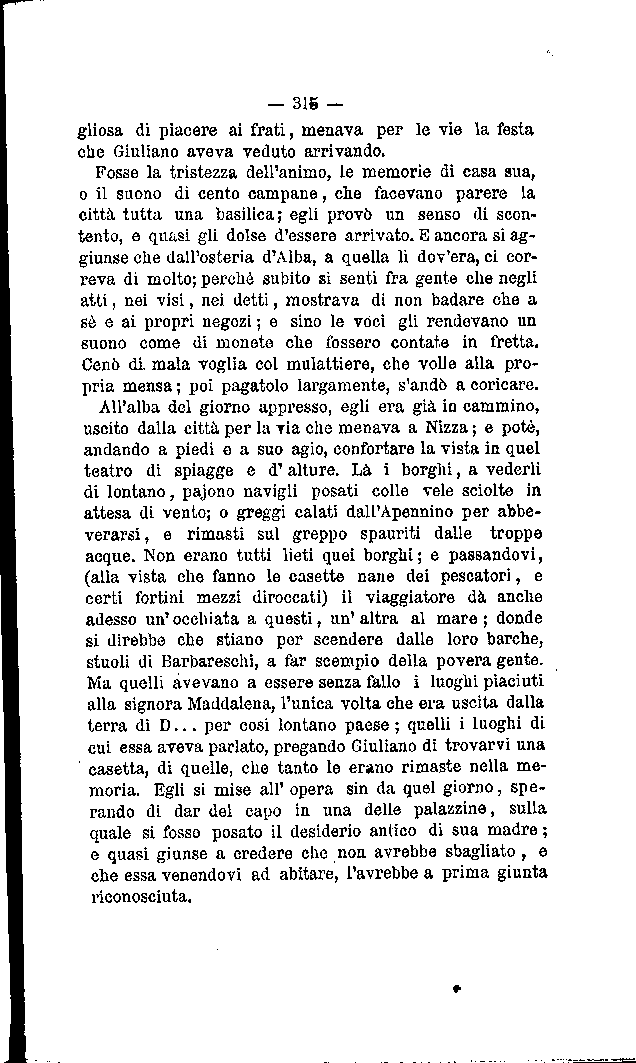 — 315 —
gliosa di piacere ai frati, menava per le vie la festa
che Giuliano aveva veduto arrivando.
Fosse la tristezza dell'animo, le memorie di casa sua,
o il suono di cento campane, che facevano parere la
città tutta una basilica; egli provò un senso di scon-
tento, e quasi gli dolse d'essere arrivato. E ancora si ag-
giunse che dall'osteria d'Alba, a quella lì dov'era, ci cor-
reva di molto; perchè subito si sentì fra gente che negli
atti, nei visi, nei detti, mostrava di non badare che a
sè e ai propri negozi; e sino le voci gli rendevano un
suono come di monete che fossero contate in fretta.
Cenò di mala voglia col mulattiere, che volle alla pro-
pria mensa; poi pagatolo largamente, s'andò a coricare.
All'alba del giorno appresso, egli era già in cammino,
uscito dalla città per la via che menava a Nizza; e potè,
andando a piedi e a suo agio, confortare la vista in quel
teatro di spiagge e d'alture. Là i borghi, a vederli
di lontano, pajono navigli posati colle vele sciolte in
attesa di vento; o greggi calati dall'Apennino per abbe-
verarsi, e rimasti sul greppo spauriti dalle troppe
acque. Non erano tutti lieti quei borghi; e passandovi,
(alla vista che fanno le casette nane dei pescatori, e
certi fortini mezzi diroccati) il viaggiatore dà anche
adesso un'occhiata a questi, un'altra al mare; donde
si direbbe che stiano per scendere dalle loro barche,
stuoli di Barbareschi, a far scempio della povera gente.
Ma quelli avevano a essere senza fallo i luoghi piaciuti
alla signora Maddalena, l'unica volta che era uscita dalla
terra di D... per così lontano paese; quelli i luoghi di
cui essa aveva parlato, pregando Giuliano di trovarvi una
casetta, di quelle, che tanto le erano rimaste nella me-
moria. Egli si mise all'opera sin da quel giorno, spe-
rando di dar del capo in una delle palazzine, sulla
quale si fosse posato il desiderio antico di sua madre;
e quasi giunse a credere che non avrebbe sbagliato, e
che essa venendovi ad abitare, l'avrebbe a prima giunta
riconosciuta.